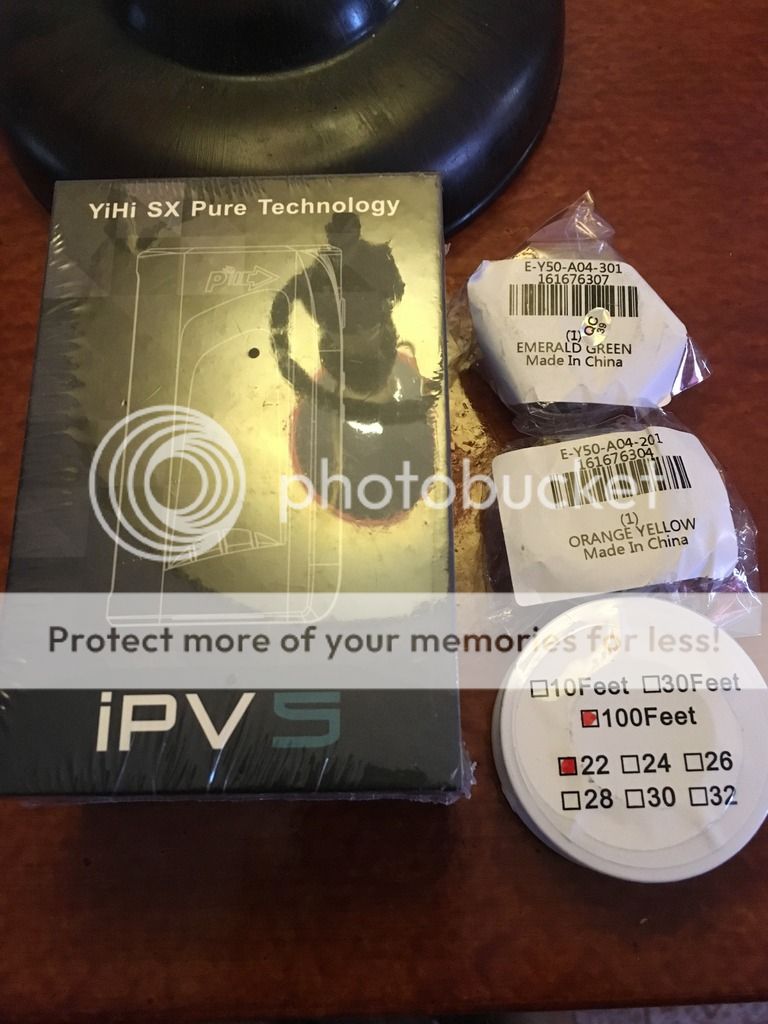 YiHi SX Pure Technology
iPV5
E-Y50-A04-301
161676307
QC
39
(1)
EMERALD GREEN
Made In China
E-Y50-A04-201
161676304
(1)
ORANGE YELLOW
Made In China
photobucket
Protect more of your memories for less!
10Feet 30Feet
100Feet
22 24 26
28 30 32